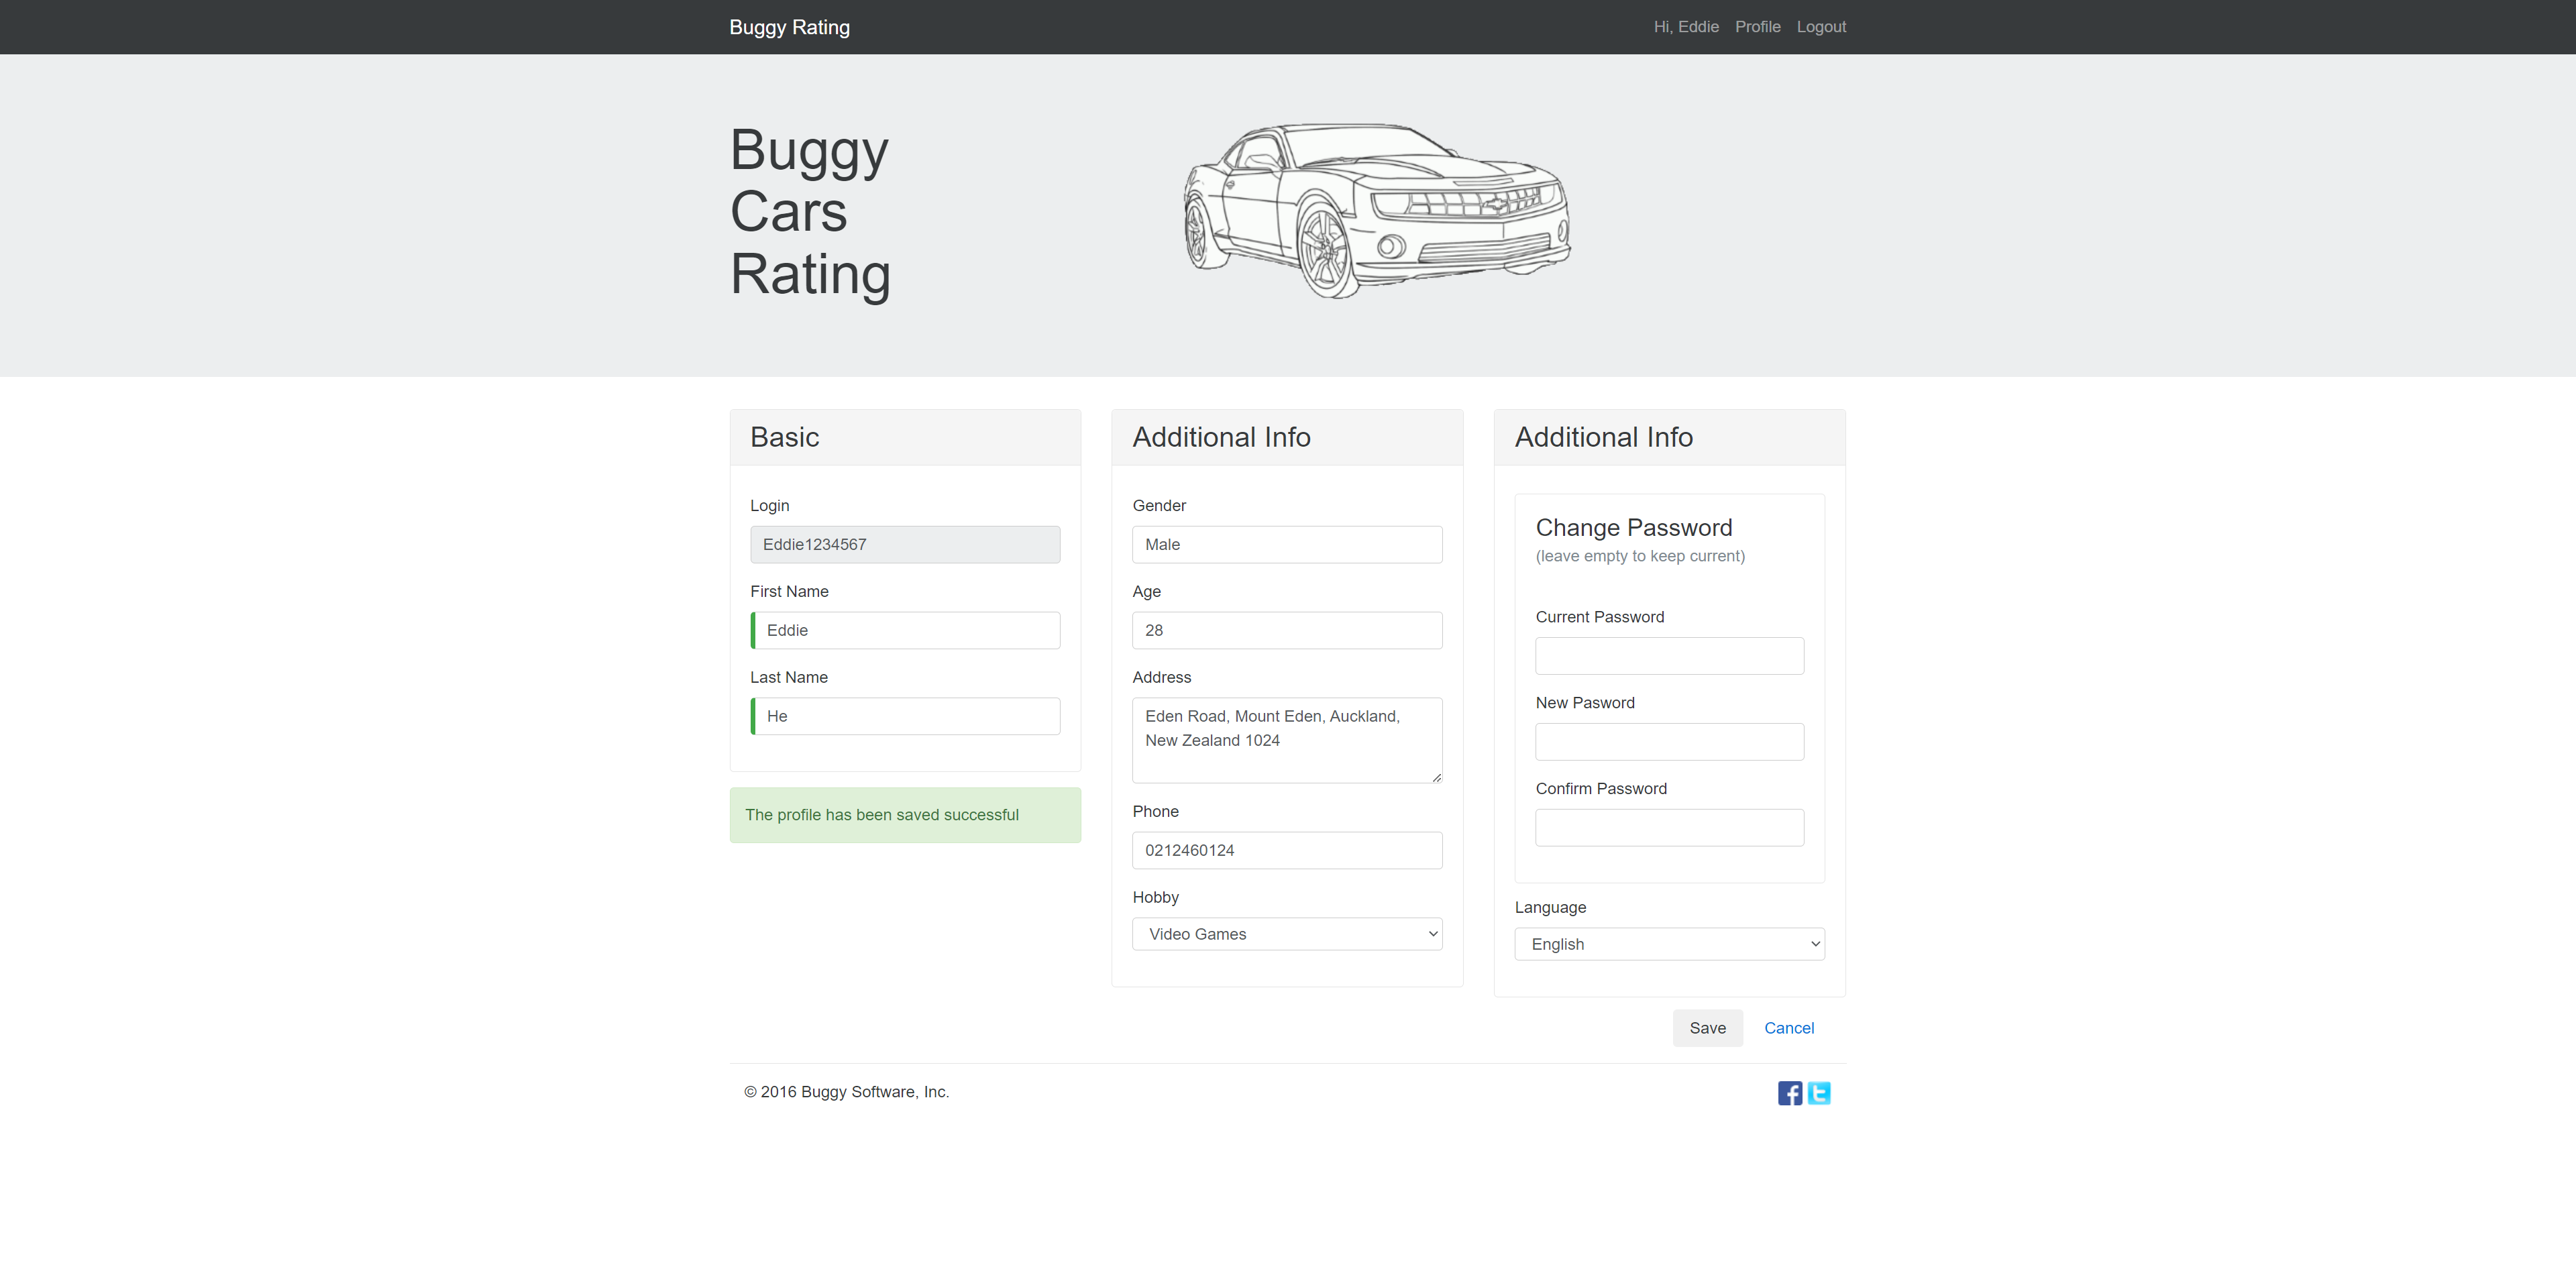 Buggy Rating
Hi, Eddie Profile Logout
Buggy
Cars
Rating
Basic
Login
Eddie1234567
First Name
Eddie
Last Name
He
The profile has been saved successful
Additional Info
Gender
Male
Age
28
Address
Eden Road, Mount Eden, Auckland,
New Zealand 1024
Phone
0212460124
Hobby
Video Games
Additional Info
Change Password
(leave empty to keep current)
Current Password
New Pasword
Confirm Password
Language
English
Save Cancel
© 2016 Buggy Software, Inc.